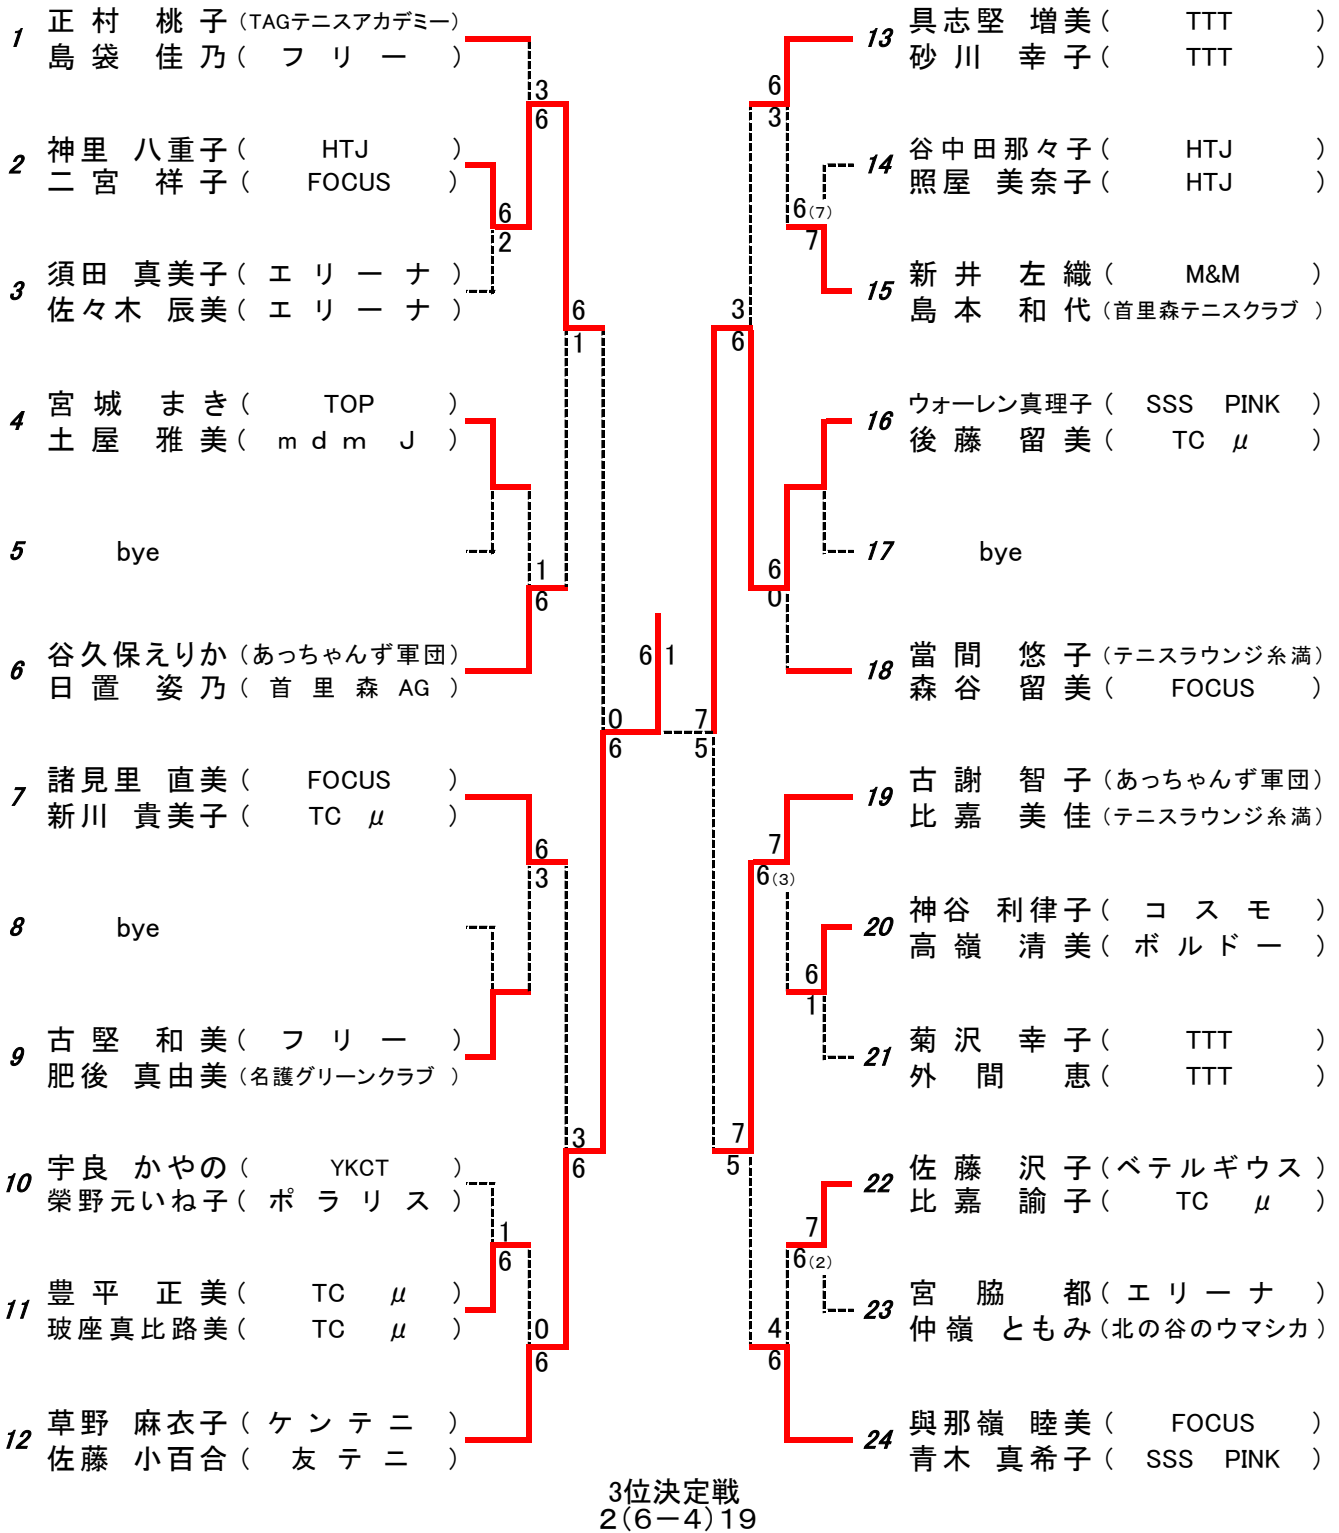 1 正村 桃子(TAGテニスアカデミー)
島袋 佳乃(フリー)
3
6
2 神里 八重子(HTJ)
二宮 祥子(FOCUS)
6
2
3 須田 真美子(エリーナ)
佐々木 辰美(エリーナ)
6
1
4 宮城 まき(TOP)
土屋 雅美(mdm J)
5 bye
1
6
6 谷久保えりか(あっちゃんず軍団)
日置 姿乃(首里森 AG)
0
6
7 諸見里 直美(FOCUS)
新川 貴美子(TC μ)
6
3
8 bye
9 古堅 和美(フリー)
肥後 真由美(名護グリーンクラブ)
3
6
10 宇良 かやの(YKCT)
榮野元いね子(ポラリス)
1
6
11 豊平 正美(TC μ)
玻座真比路美(TC μ)
0
6
12 草野 麻衣子(ケンテニ)
佐藤 小百合(友テニ)
6 1
13 具志堅 増美(TTT)
砂川 幸子(TTT)
6
3
14 谷中田那々子(HTJ)
照屋 美奈子(HTJ)
6(7)
7
15 新井 左織(M&M)
島本 和代(首里森テニスクラブ)
3
6
16 ウォーレン真理子(SSS PINK)
後藤 留美(TC μ)
17 bye
6
0
18 當間 悠子(テニスラウンジ糸満)
森谷 留美(FOCUS)
7
5
19 古謝 智子(あっちゃんず軍団)
比嘉 美佳(テニスラウンジ糸満)
7
6(3)
20 神谷 利律子(コスモ)
高嶺 清美(ボルドー)
6
1
21 菊沢 幸子(TTT)
外間 恵(TTT)
7
5
22 佐藤 沢子(ベテルギウス)
比嘉 諭子(TC μ)
7
6(2)
23 宮脇 都(エリーナ)
仲嶺 ともみ(北の谷のウマシカ)
4
6
24 與那嶺 睦美(FOCUS)
青木 真希子(SSS PINK)
3位決定戦
2(6-4)19